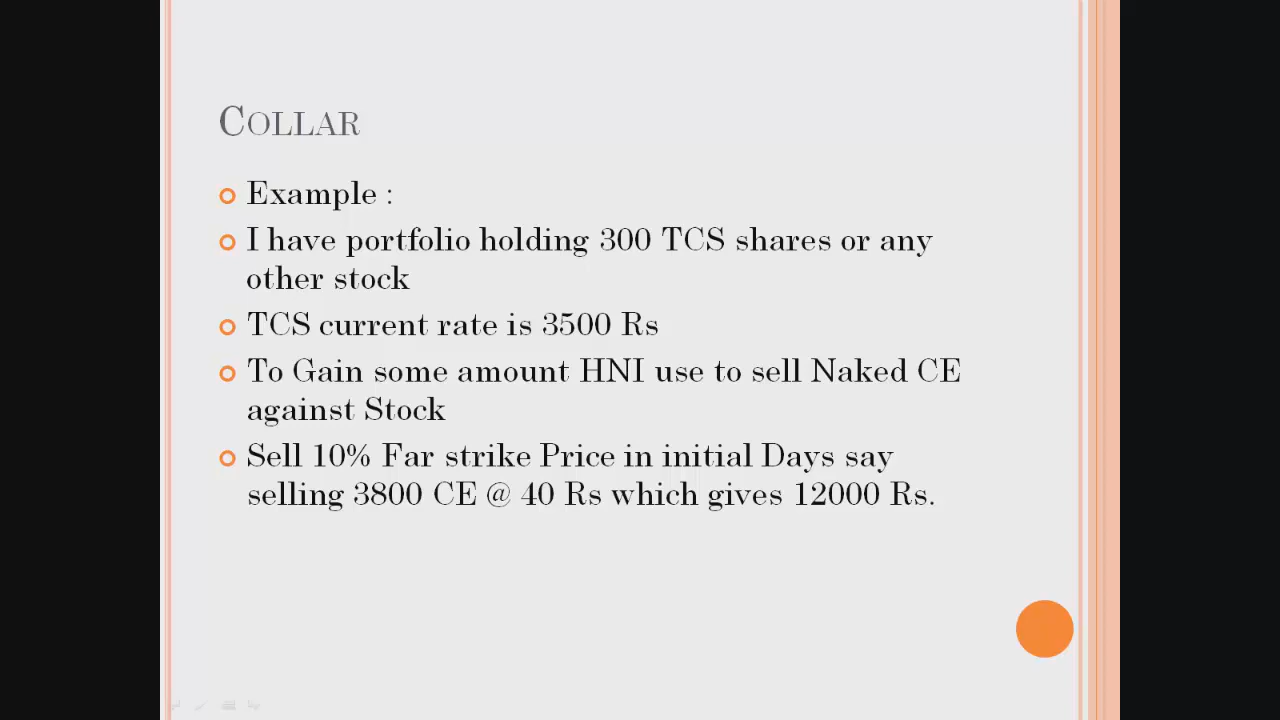 COLLAR
Example :
I have portfolio holding 300 TCS shares or any
other stock
TCS current rate is 3500 Rs
To Gain some amount HNI use to sell Naked CE
against Stock
Sell 10% Far strike Price in initial Days say
selling 3800 CE @ 40 Rs which gives 12000 Rs.